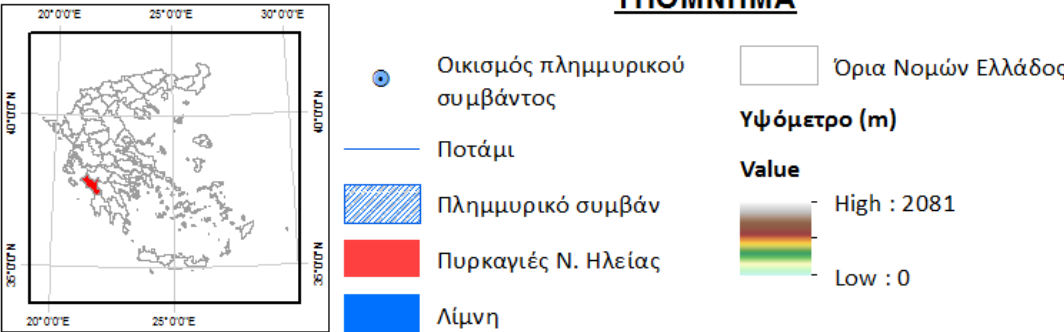 ΥΠΟΜΝΗΜΑ
20°0'0"E 25°0'0"E 30°0'0"E
40°0'0"N 40°0'0"N
35°0'0"N 35°0'0"N
20°0'0"E 25°0'0"E
Οικισμός πλημμυρικού
συμβάντος
Ποτάμι
Πλημμυρικό συμβάν
Πυρκαγιές Ν. Ηλείας
Λίμνη
Όρια Νομών Ελλάδος
Υψόμετρο (m)
Value
High : 2081
Low : 0